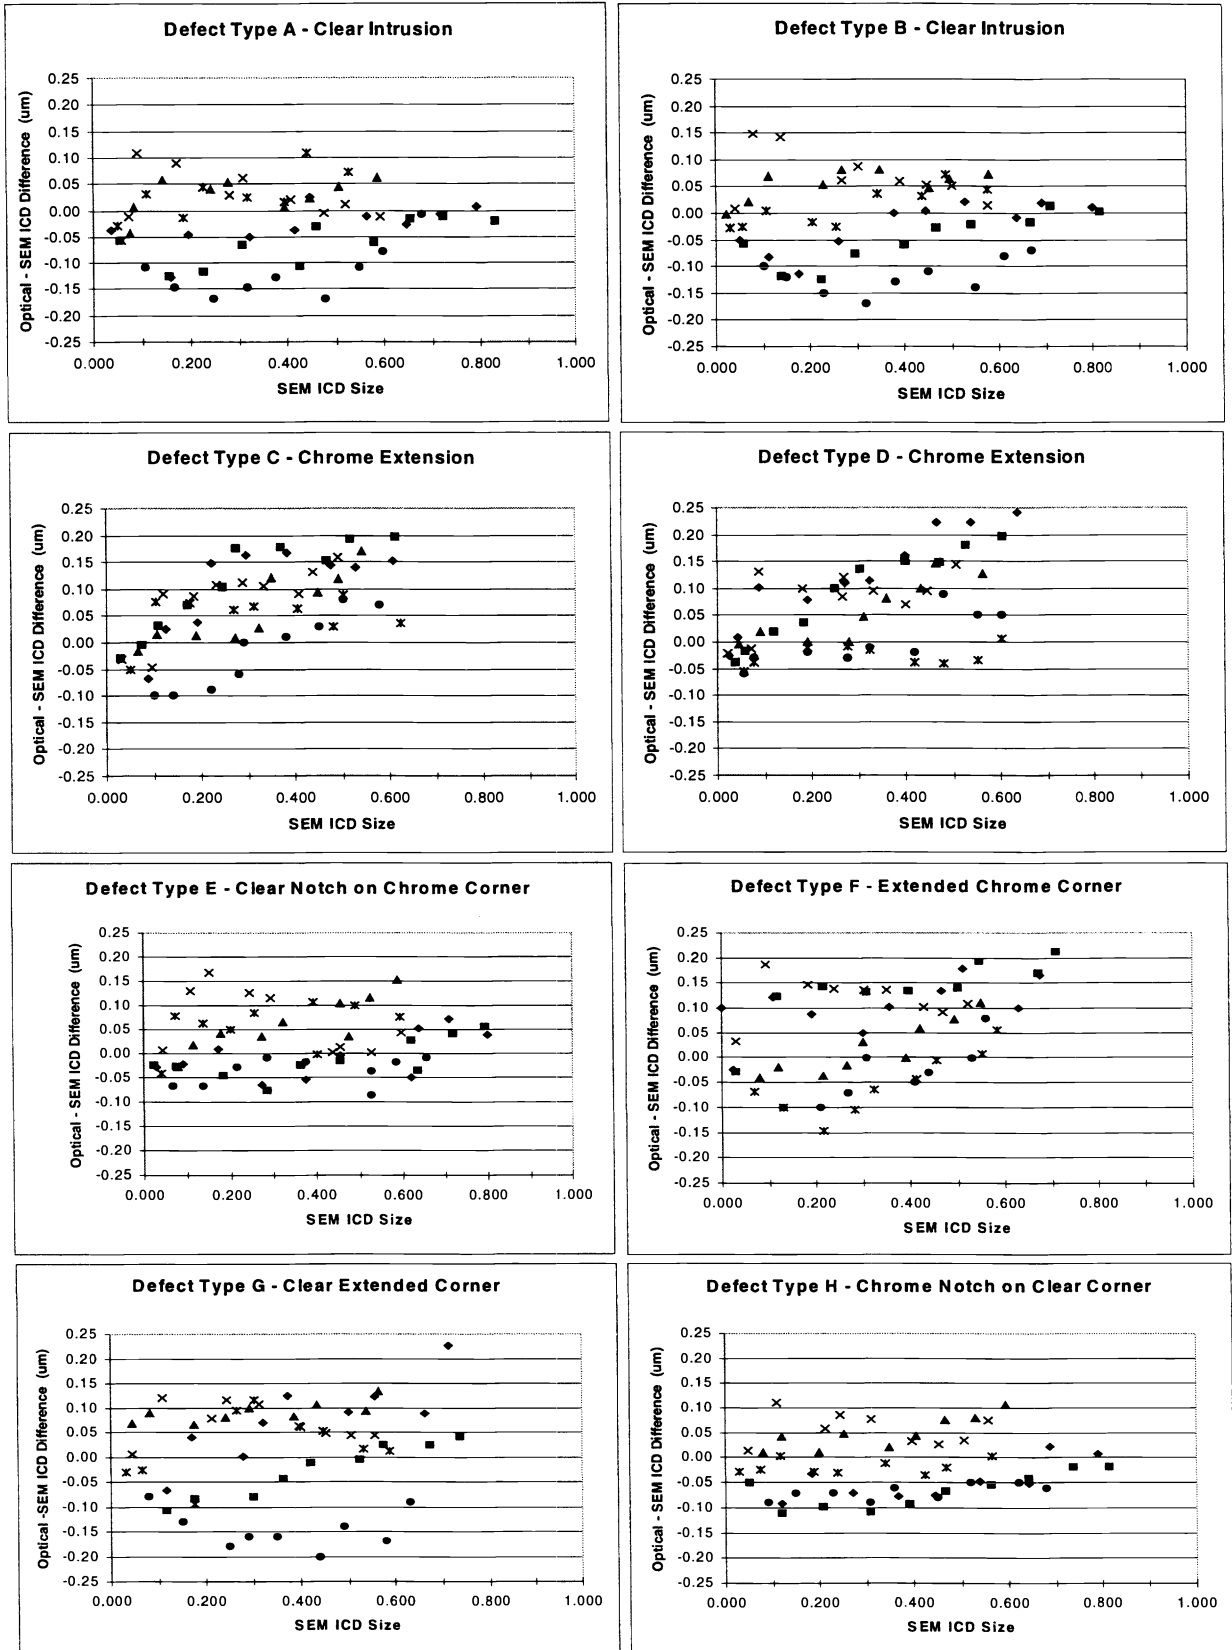 Defect Type A - Clear Intrusion
Optical - SEM ICD Difference (um)
0.25
0.20
0.15
0.10
0.05
0.00
-0.05
-0.10
-0.15
-0.20
-0.25
0.000 0.200 0.400 0.600 0.800 1.000
SEM ICD Size
Defect Type B - Clear Intrusion
Optical - SEM ICD Difference (um)
0.25
0.20
0.15
0.10
0.05
0.00
-0.05
-0.10
-0.15
-0.20
-0.25
0.000 0.200 0.400 0.600 0.800 1.000
SEM ICD Size
Defect Type C - Chrome Extension
Optical - SEM ICD Difference (um)
0.25
0.20
0.15
0.10
0.05
0.00
-0.05
-0.10
-0.15
-0.20
-0.25
0.000 0.200 0.400 0.600 0.800 1.000
SEM ICD Size
Defect Type D - Chrome Extension
Optical - SEM ICD Difference (um)
0.25
0.20
0.15
0.10
0.05
0.00
-0.05
-0.10
-0.15
-0.20
-0.25
0.000 0.200 0.400 0.600 0.800 1.000
SEM ICD Size
Defect Type E - Clear Notch on Chrome Corner
Optical - SEM ICD Difference (um)
0.25
0.20
0.15
0.10
0.05
0.00
-0.05
-0.10
-0.15
-0.20
-0.25
0.000 0.200 0.400 0.600 0.800 1.000
SEM ICD Size
Defect Type F - Extended Chrome Corner
Optical - SEM ICD Difference (um)
0.25
0.20
0.15
0.10
0.05
0.00
-0.05
-0.10
-0.15
-0.20
-0.25
0.000 0.200 0.400 0.600 0.800 1.000
SEM ICD Size
Defect Type G - Clear Extended Corner
Optical -SEM ICD Difference (um)
0.25
0.20
0.15
0.10
0.05
0.00
-0.05
-0.10
-0.15
-0.20
-0.25
0.000 0.200 0.400 0.600 0.800 1.000
SEM ICD Size
Defect Type H - Chrome Notch on Clear Corner
Optical - SEM ICD Difference (um)
0.25
0.20
0.15
0.10
0.05
0.00
-0.05
-0.10
-0.15
-0.20
-0.25
0.000 0.200 0.400 0.600 0.800 1.000
SEM ICD Size